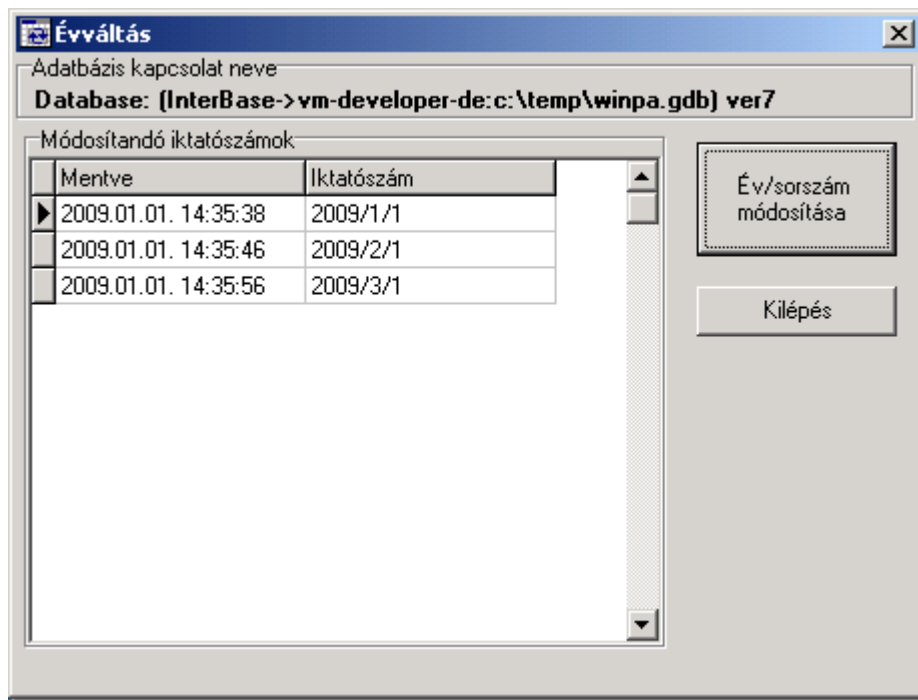 Évváltás
Adatbázis kapcsolat neve
Database: (InterBase->vm-developer-de:c:\temp\winpa.gdb) ver7
Módosítandó iktatószámok
Mentve Iktatószám
2009.01.01. 14:35:38 2009/1/1
2009.01.01. 14:35:46 2009/2/1
2009.01.01. 14:35:56 2009/3/1
Év/sorszám
módosítása
Kilépés